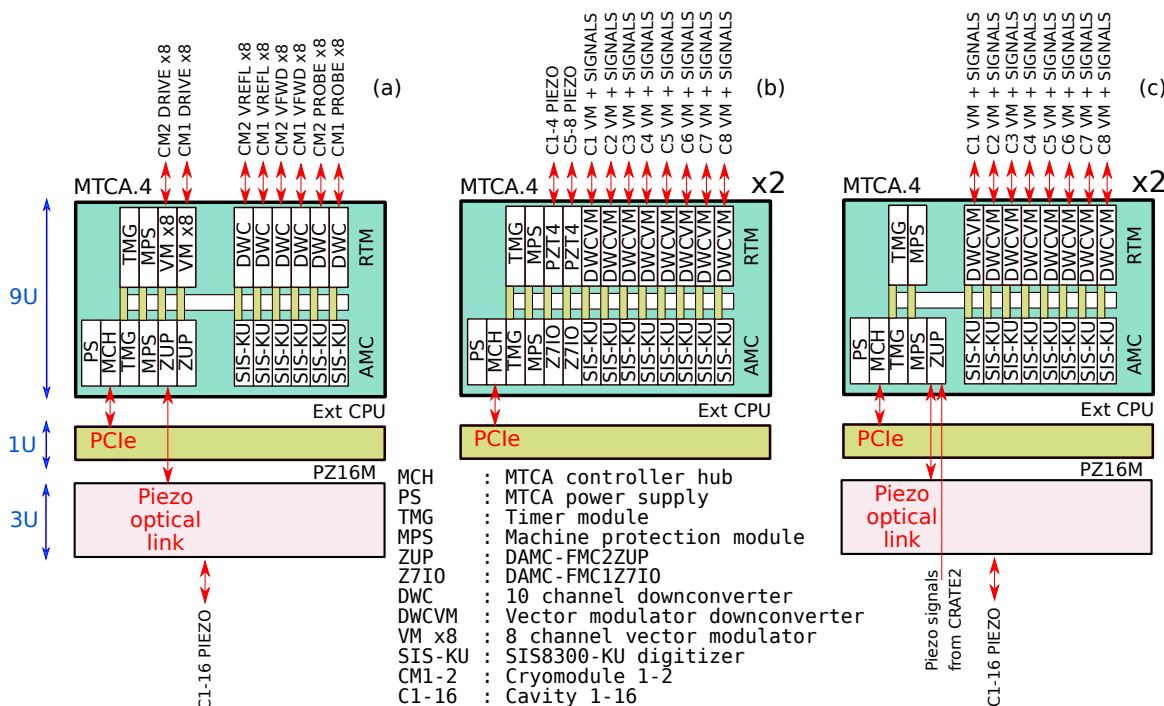 CM2 DRIVE x8
CM1 DRIVE x8
CM2 VREFL x8
CM1 VREFL x8
CM2 VFWD x8
CM1 VFWD x8
CM2 PROBE x8
CM1 PROBE x8
(a)
MTCA.4
9U
TMG
MPS
VM x8
VM x8
DWC
DWC
DWC
DWC
DWC
DWC
RTM
PS
MCH
TMG
MPS
ZUP
ZUP
SIS-KU
SIS-KU
SIS-KU
SIS-KU
SIS-KU
SIS-KU
AMC
Ext CPU
1U
PCIe
PZ16M
3U
Piezo
optical
link
C1-16 PIEZO
C1-4 PIEZO
C5-8 PIEZO
C1 VM + SIGNALS
C2 VM + SIGNALS
C3 VM + SIGNALS
C4 VM + SIGNALS
C5 VM + SIGNALS
C6 VM + SIGNALS
C7 VM + SIGNALS
C8 VM + SIGNALS
(b)
MTCA.4
x2
TMG
MPS
PZT4
PZT4
DWCVM
DWCVM
DWCVM
DWCVM
DWCVM
DWCVM
DWCVM
DWCVM
RTM
PS
MCH
TMG
MPS
Z7IO
Z7IO
SIS-KU
SIS-KU
SIS-KU
SIS-KU
SIS-KU
SIS-KU
SIS-KU
SIS-KU
AMC
Ext CPU
PCIe
MCH : MTCA controller hub
PS : MTCA power supply
TMG : Timer module
MPS : Machine protection module
ZUP : DAMC-FMC2ZUP
Z7IO : DAMC-FMC1Z7IO
DWC : 10 channel downconverter
DWCVM : Vector modulator downconverter
VM x8 : 8 channel vector modulator
SIS-KU : SIS8300-KU digitizer
CM1-2 : Cryomodule 1-2
C1-16 : Cavity 1-16
C1 VM + SIGNALS
C2 VM + SIGNALS
C3 VM + SIGNALS
C4 VM + SIGNALS
C5 VM + SIGNALS
C6 VM + SIGNALS
C7 VM + SIGNALS
C8 VM + SIGNALS
(c)
MTCA.4
x2
TMG
MPS
DWCVM
DWCVM
DWCVM
DWCVM
DWCVM
DWCVM
DWCVM
DWCVM
RTM
PS
MCH
TMG
MPS
ZUP
SIS-KU
SIS-KU
SIS-KU
SIS-KU
SIS-KU
SIS-KU
SIS-KU
SIS-KU
AMC
Ext CPU
PCIe
PZ16M
Piezo
optical
link
Piezo signals
from CRATE2
C1-16 PIEZO